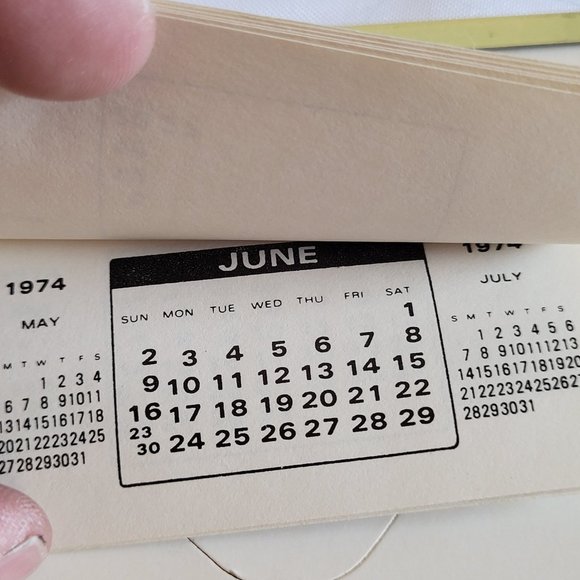 1974
MAY
M T W T F S
1 2 3 4
6 7 8 9 10 11
13 14 15 16 17 18
20 21 22 23 24 25
27 28 29 30 31
JUNE
SUN MON TUE WED THU FRI SAT
1
2 3 4 5 6 7 8
9 10 11 12 13 14 15
16 17 18 19 20 21 22
23
30 24 25 26 27 28 29
1974
JULY
S M T W T F S
1 2 3 4 5 6
7 8 9 10 11 12 13
14 15 16 17 18 19 20
21 22 23 24 25 26 27
28 29 30 31